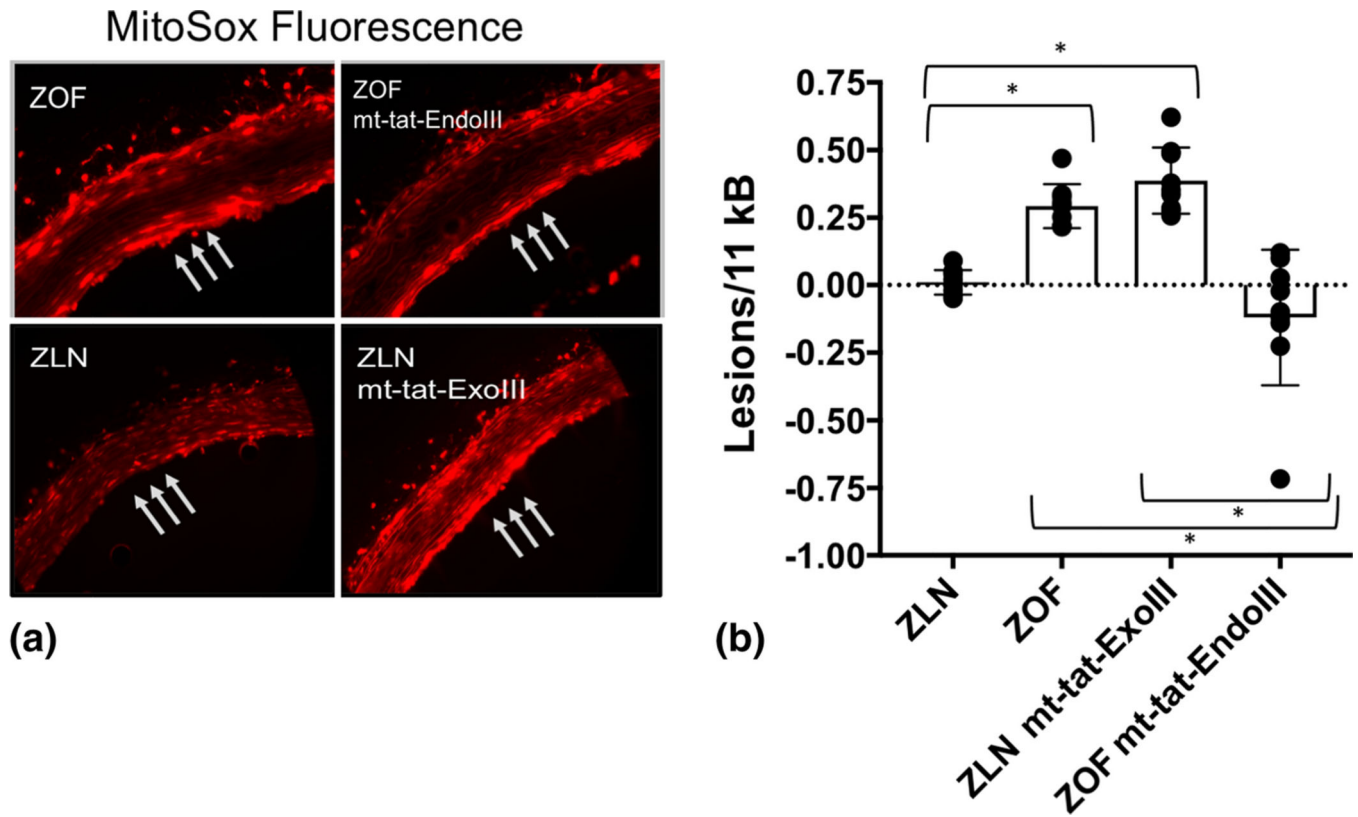 MitoSox Fluorescence
ZOF
ZOF
mt-tat-EndoIII
ZLN
ZLN
mt-tat-ExoIII
(a)
*
*
0.75
0.50
0.25
0.00
-0.25
-0.50
-0.75
-1.00
Lesions/11 kB
*
*
ZLN
ZOF
ZLN mt-tat-ExoIII
ZOF mt-tat-EndoIII
(b)